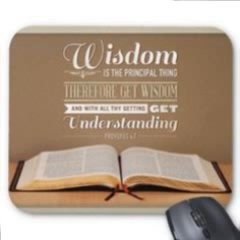 Wisdom
IS THE PRINCIPAL THING
THEREFORE GET WISDOM
AND WITH ALL THY GETTING GET
Understanding
PROVERBS 4:7